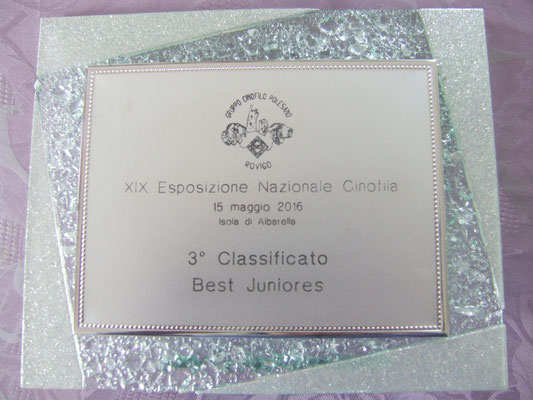 GRUPPO CINOFILO POLESANO
ROVIGO
XIX Esposizione Nazionale Cinofila
15 maggio 2016
Isola di Albarella
3° Classificato
Best Juniores